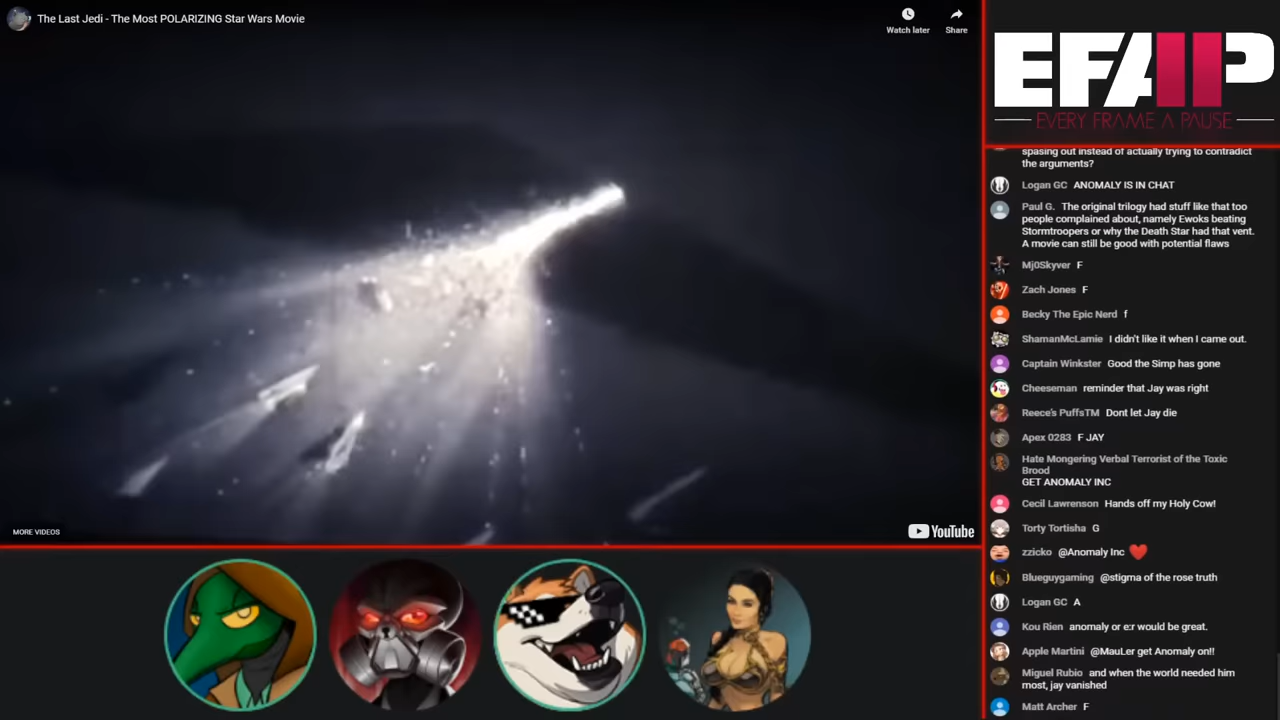 The Last Jedi - The Most POLARIZING Star Wars Movie
Watch later
Share
MORE VIDEOS
YouTube
EFAP
EVERY FRAME A PAUSE
spasing out instead of actually trying to contradict
the arguments?
Logan GC ANOMALY IS IN CHAT
Paul G. The original trilogy had stuff like that too
people complained about, namely Ewoks beating
Stormtroopers or why the Death Star had that vent.
A movie can still be good with potential flaws
Mj0Skyver F
Zach Jones F
Becky The Epic Nerd f
ShamanMcLamie I didn't like it when I came out.
Captain Winkster Good the Simp has gone
Cheeseman reminder that Jay was right
Reece's PuffsTM Dont let Jay die
Apex 0283 F JAY
Hate Mongering Verbal Terrorist of the Toxic
Brood
GET ANOMALY INC
Cecil Lawrenson Hands off my Holy Cow!
Torty Tortisha G
zzicko @Anomaly Inc ❤
Blueguygaming @stigma of the rose truth
Logan GC A
Kou Rien anomaly or e;r would be great.
Apple Martini @MauLer get Anomaly on!!
Miguel Rubio and when the world needed him
most, jay vanished
Matt Archer F